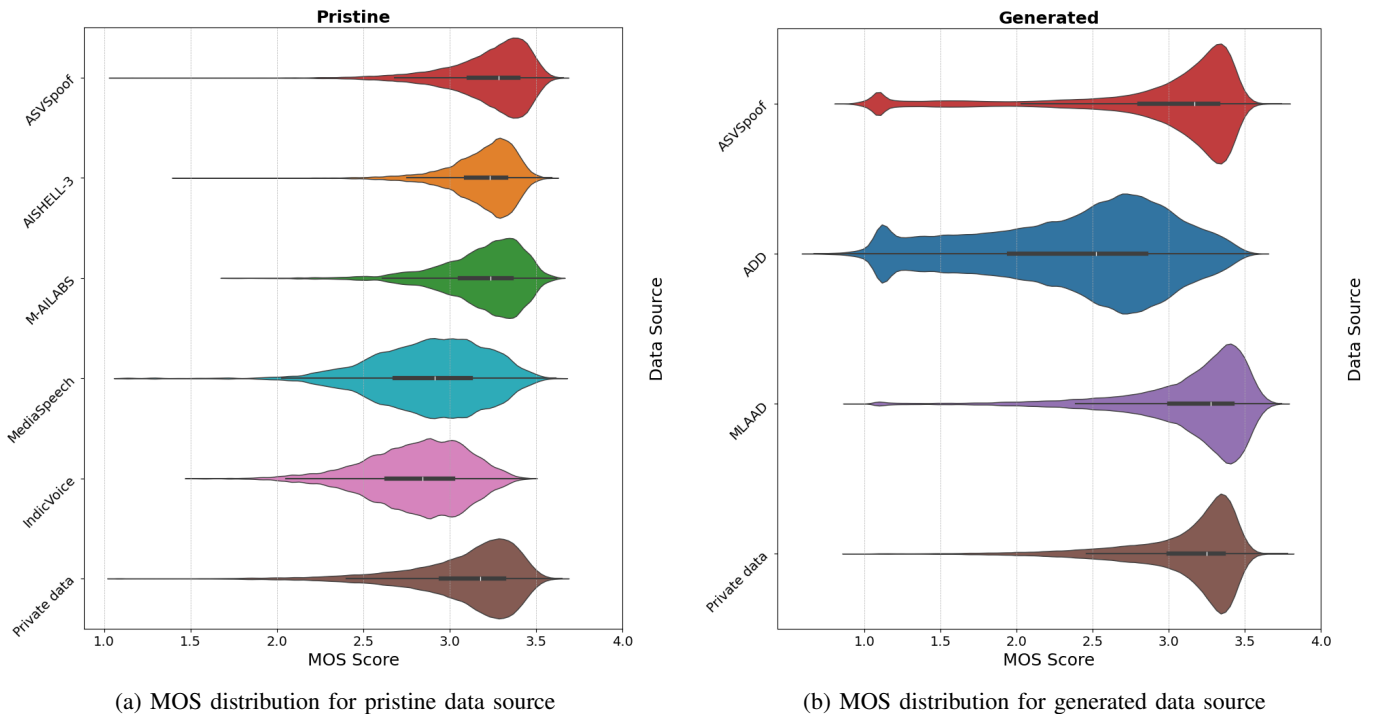 Pristine
ASVSpoof
AISHELL-3
M-AILABS
MediaSpeech
IndicVoice
Private data
1.0 1.5 2.0 2.5 3.0 3.5 4.0
MOS Score
Data Source
(a) MOS distribution for pristine data source
Generated
ASVSpoof
ADD
MLAAD
Private data
1.0 1.5 2.0 2.5 3.0 3.5 4.0
MOS Score
Data Source
(b) MOS distribution for generated data source